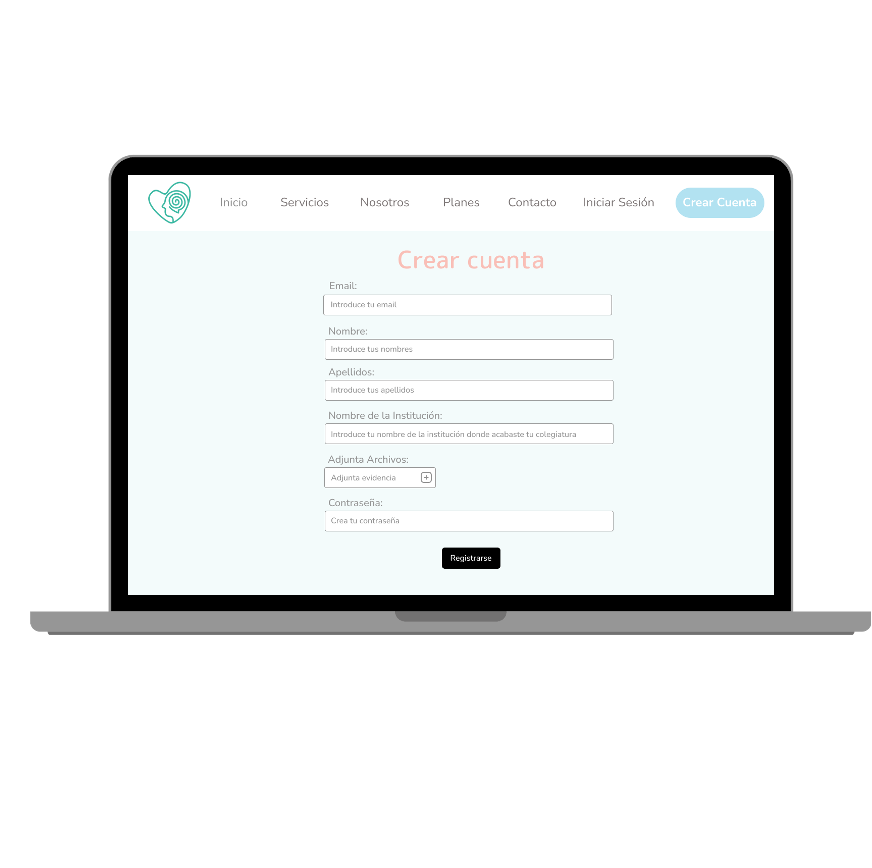 Inicio
Servicios
Nosotros
Planes
Contacto
Iniciar Sesión
Crear Cuenta
Crear cuenta
Email:
Introduce tu email
Nombre:
Introduce tus nombres
Apellidos:
Introduce tus apellidos
Nombre de la Institución:
Introduce tu nombre de la institución donde acabaste tu colegiatura
Adjunta Archivos:
Adjunta evidencia
Contraseña:
Crea tu contraseña
Registrarse